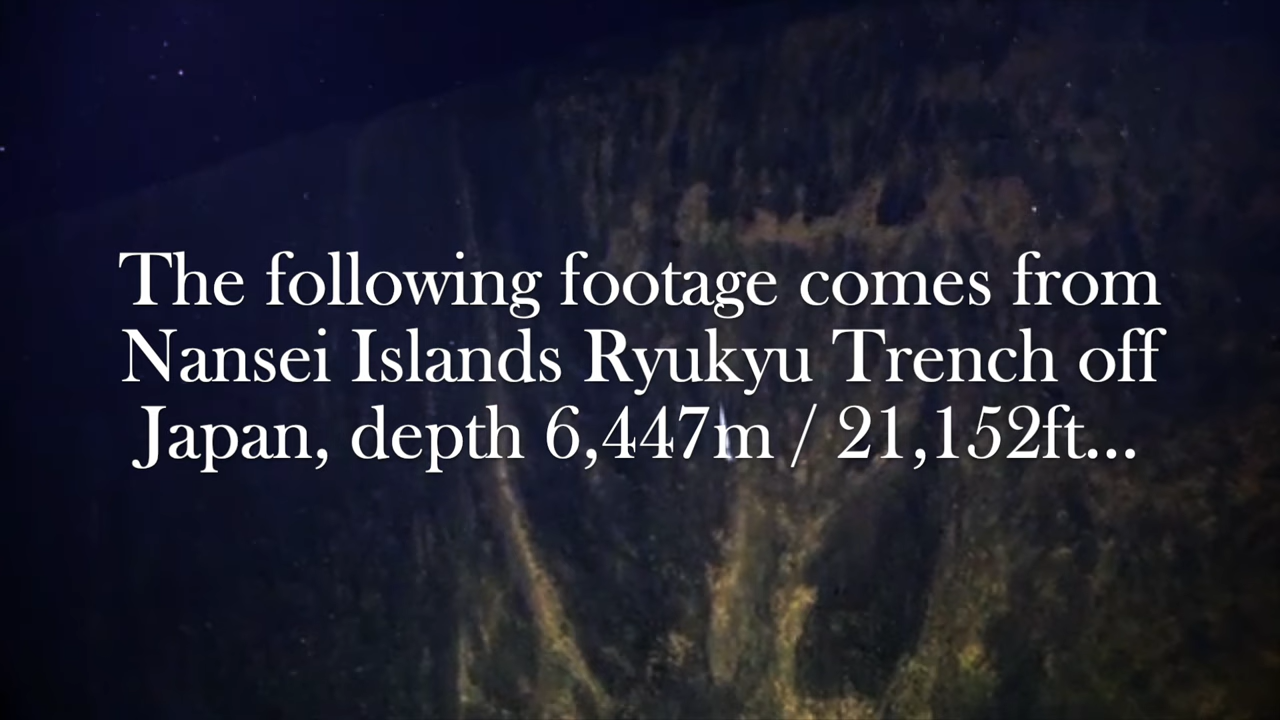 The following footage comes from
Nansei Islands Ryukyu Trench off
Japan, depth 6,447m / 21,152ft...